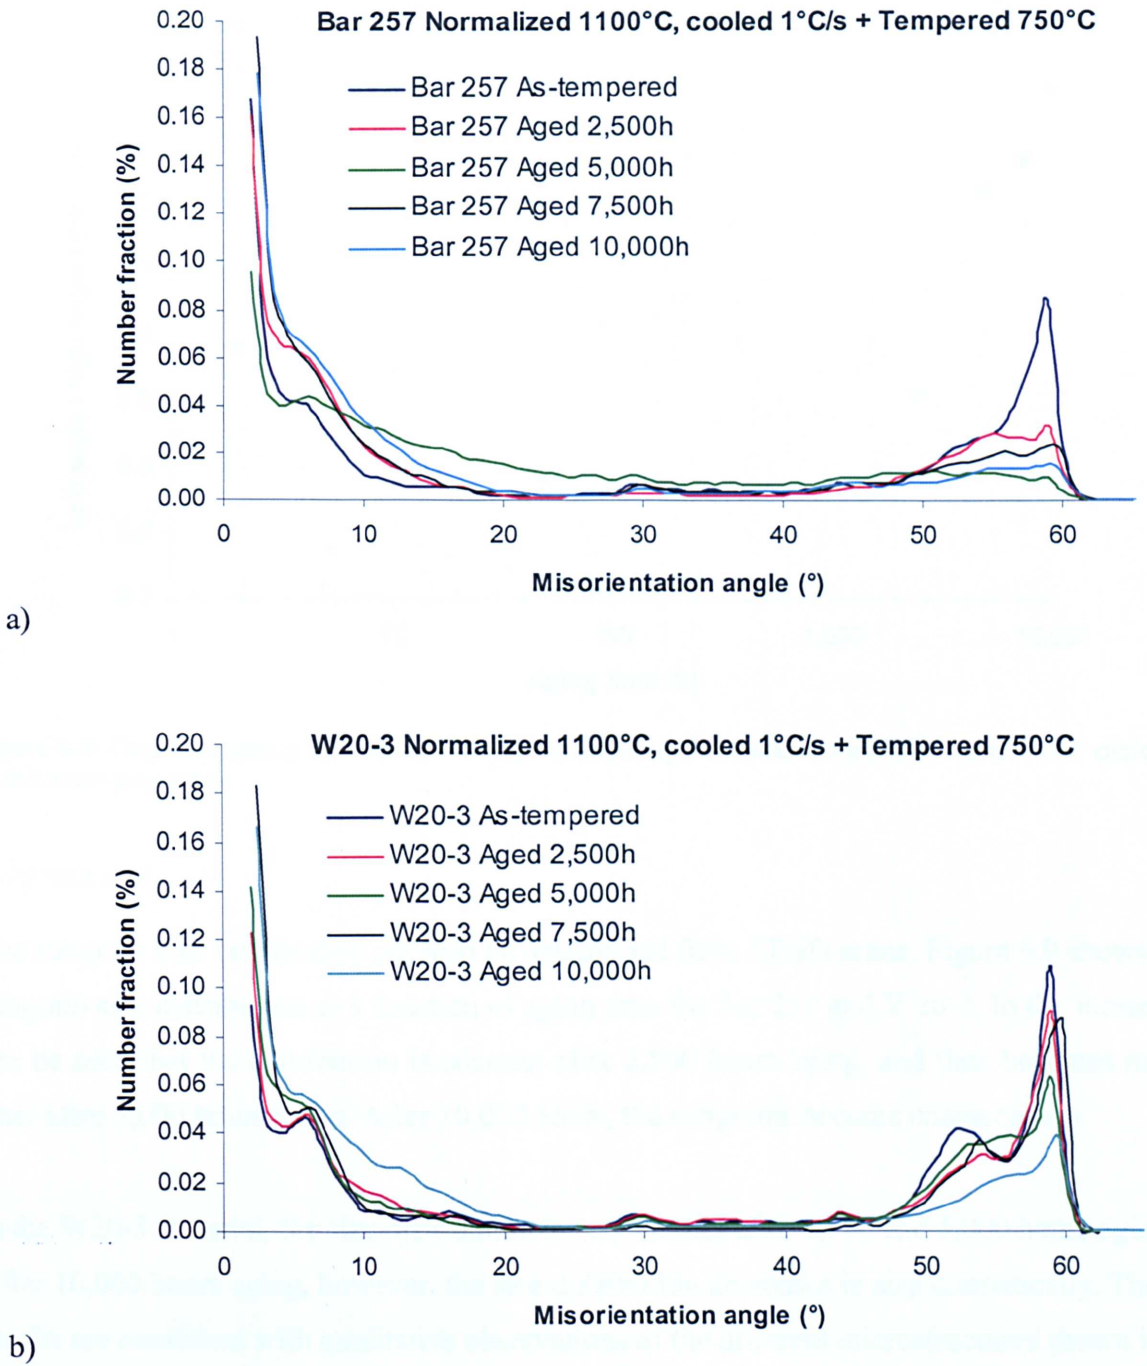 Bar 257 Normalized 1100°C, cooled 1°C/s + Tempered 750°C
Bar 257 As-tempered
Bar 257 Aged 2,500h
Bar 257 Aged 5,000h
Bar 257 Aged 7,500h
Bar 257 Aged 10,000h
Number fraction (%)
0.20
0.18
0.16
0.14
0.12
0.10
0.08
0.06
0.04
0.02
0.00
0 10 20 30 40 50 60
Misorientation angle (°)
a)
W20-3 Normalized 1100°C, cooled 1°C/s + Tempered 750°C
W20-3 As-tempered
W20-3 Aged 2,500h
W20-3 Aged 5,000h
W20-3 Aged 7,500h
W20-3 Aged 10,000h
Number fraction (%)
0.20
0.18
0.16
0.14
0.12
0.10
0.08
0.06
0.04
0.02
0.00
0 10 20 30 40 50 60
Misorientation angle (°)
b)